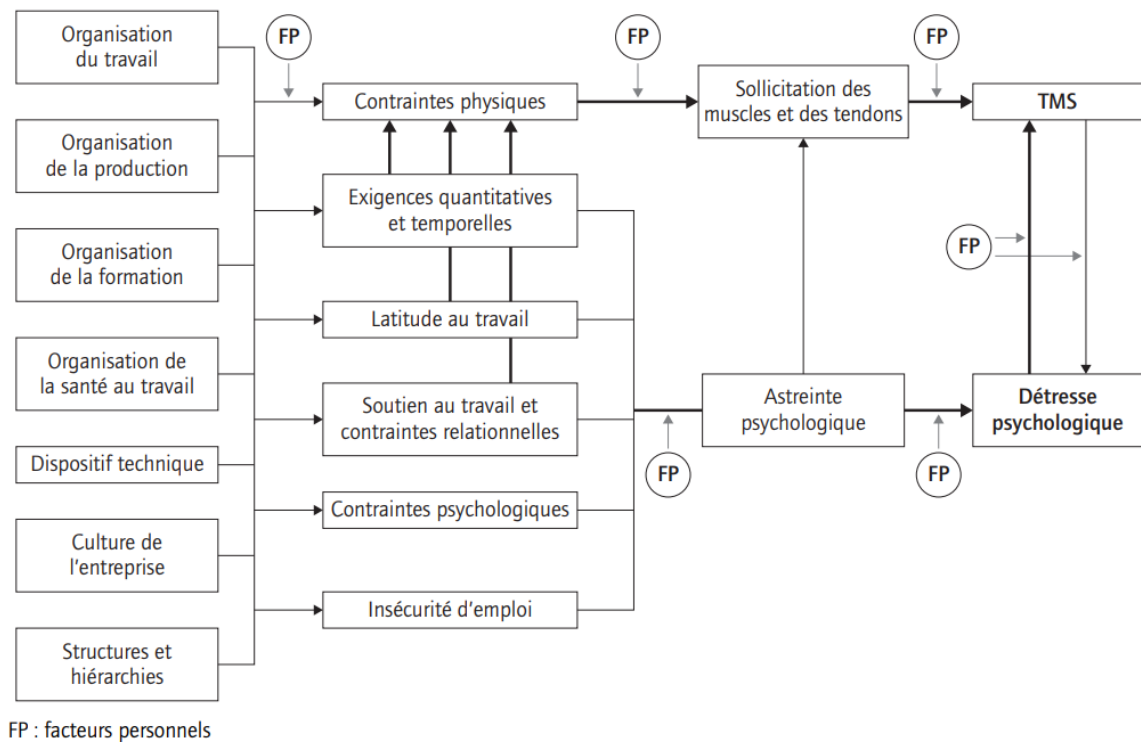 Organisation
du travail
Organisation
de la production
Organisation
de la formation
Organisation de
la santé au travail
Dispositif technique
Culture de
l'entreprise
Structures et
hiérarchies
FP
Contraintes physiques
Exigences quantitatives
et temporelles
Latitude au travail
Soutien au travail et
contraintes relationnelles
Contraintes psychologiques
Insécurité d'emploi
FP
FP
Sollicitation des
muscles et des tendons
Astreinte
psychologique
FP
FP
FP
TMS
Détresse
psychologique
FP : facteurs personnels